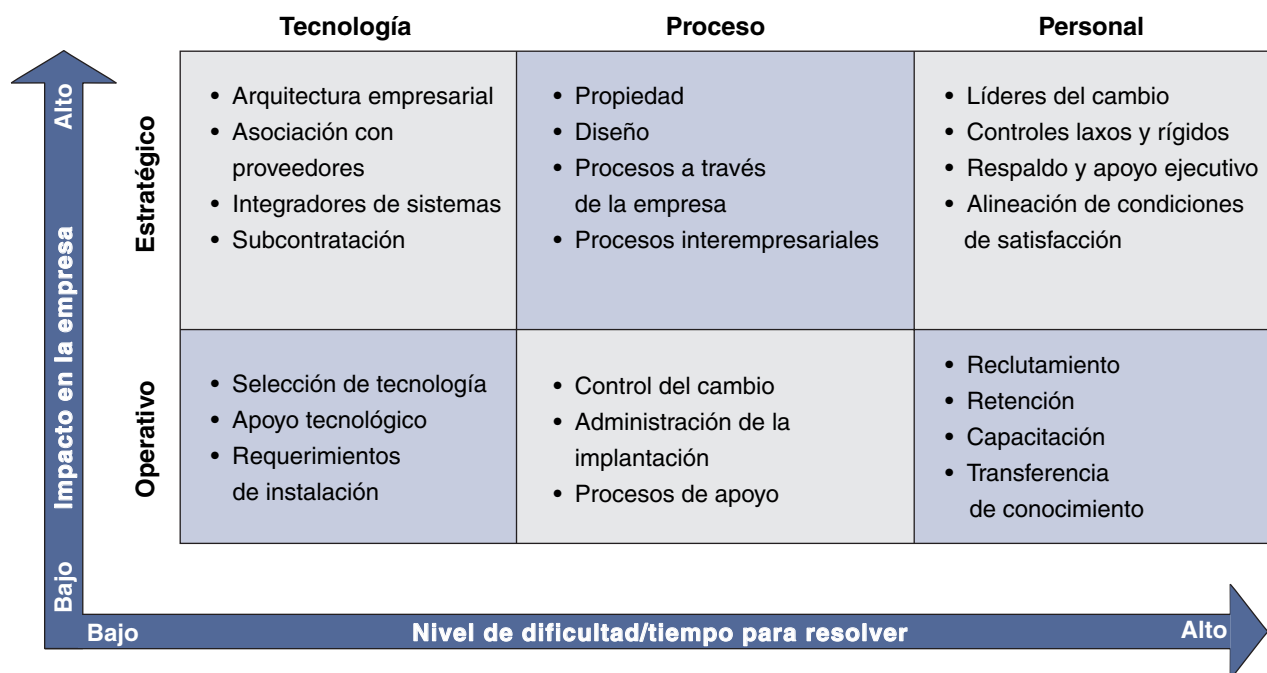 Tecnología
Proceso
Personal
Alto
Impacto en la empresa
Bajo
Estratégico
• Arquitectura empresarial
• Asociación con
proveedores
• Integradores de sistemas
• Subcontratación
• Propiedad
• Diseño
• Procesos a través
de la empresa
• Procesos interempresariales
• Líderes del cambio
• Controles laxos y rígidos
• Respaldo y apoyo ejecutivo
• Alineación de condiciones
de satisfacción
Operativo
• Selección de tecnología
• Apoyo tecnológico
• Requerimientos
de instalación
• Control del cambio
• Administración de la
implantación
• Procesos de apoyo
• Reclutamiento
• Retención
• Capacitación
• Transferencia
de conocimiento
Bajo
Nivel de dificultad/tiempo para resolver
Alto